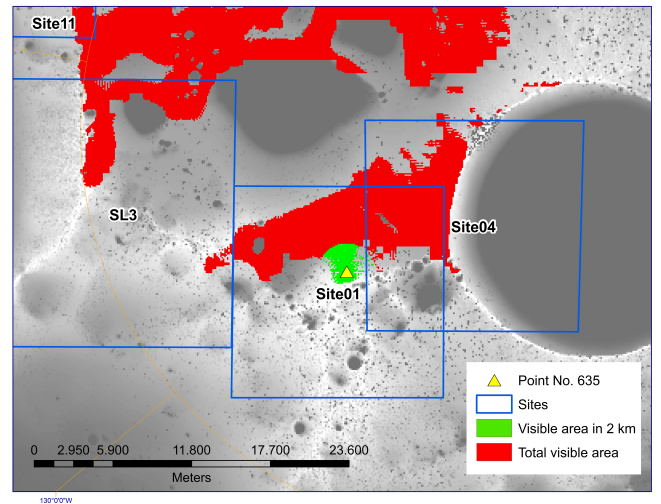 Site11
SL3
Site04
Site01
Point No. 635
Sites
Visible area in 2 km
Total visible area
0 2.950 5.900 11.800 17.700 23.600
Meters
130°0'0"W